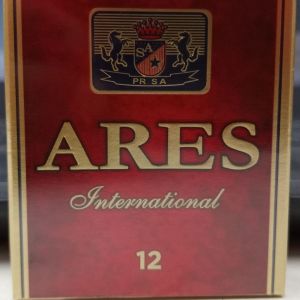 SA
PR SA
ARES
International
12